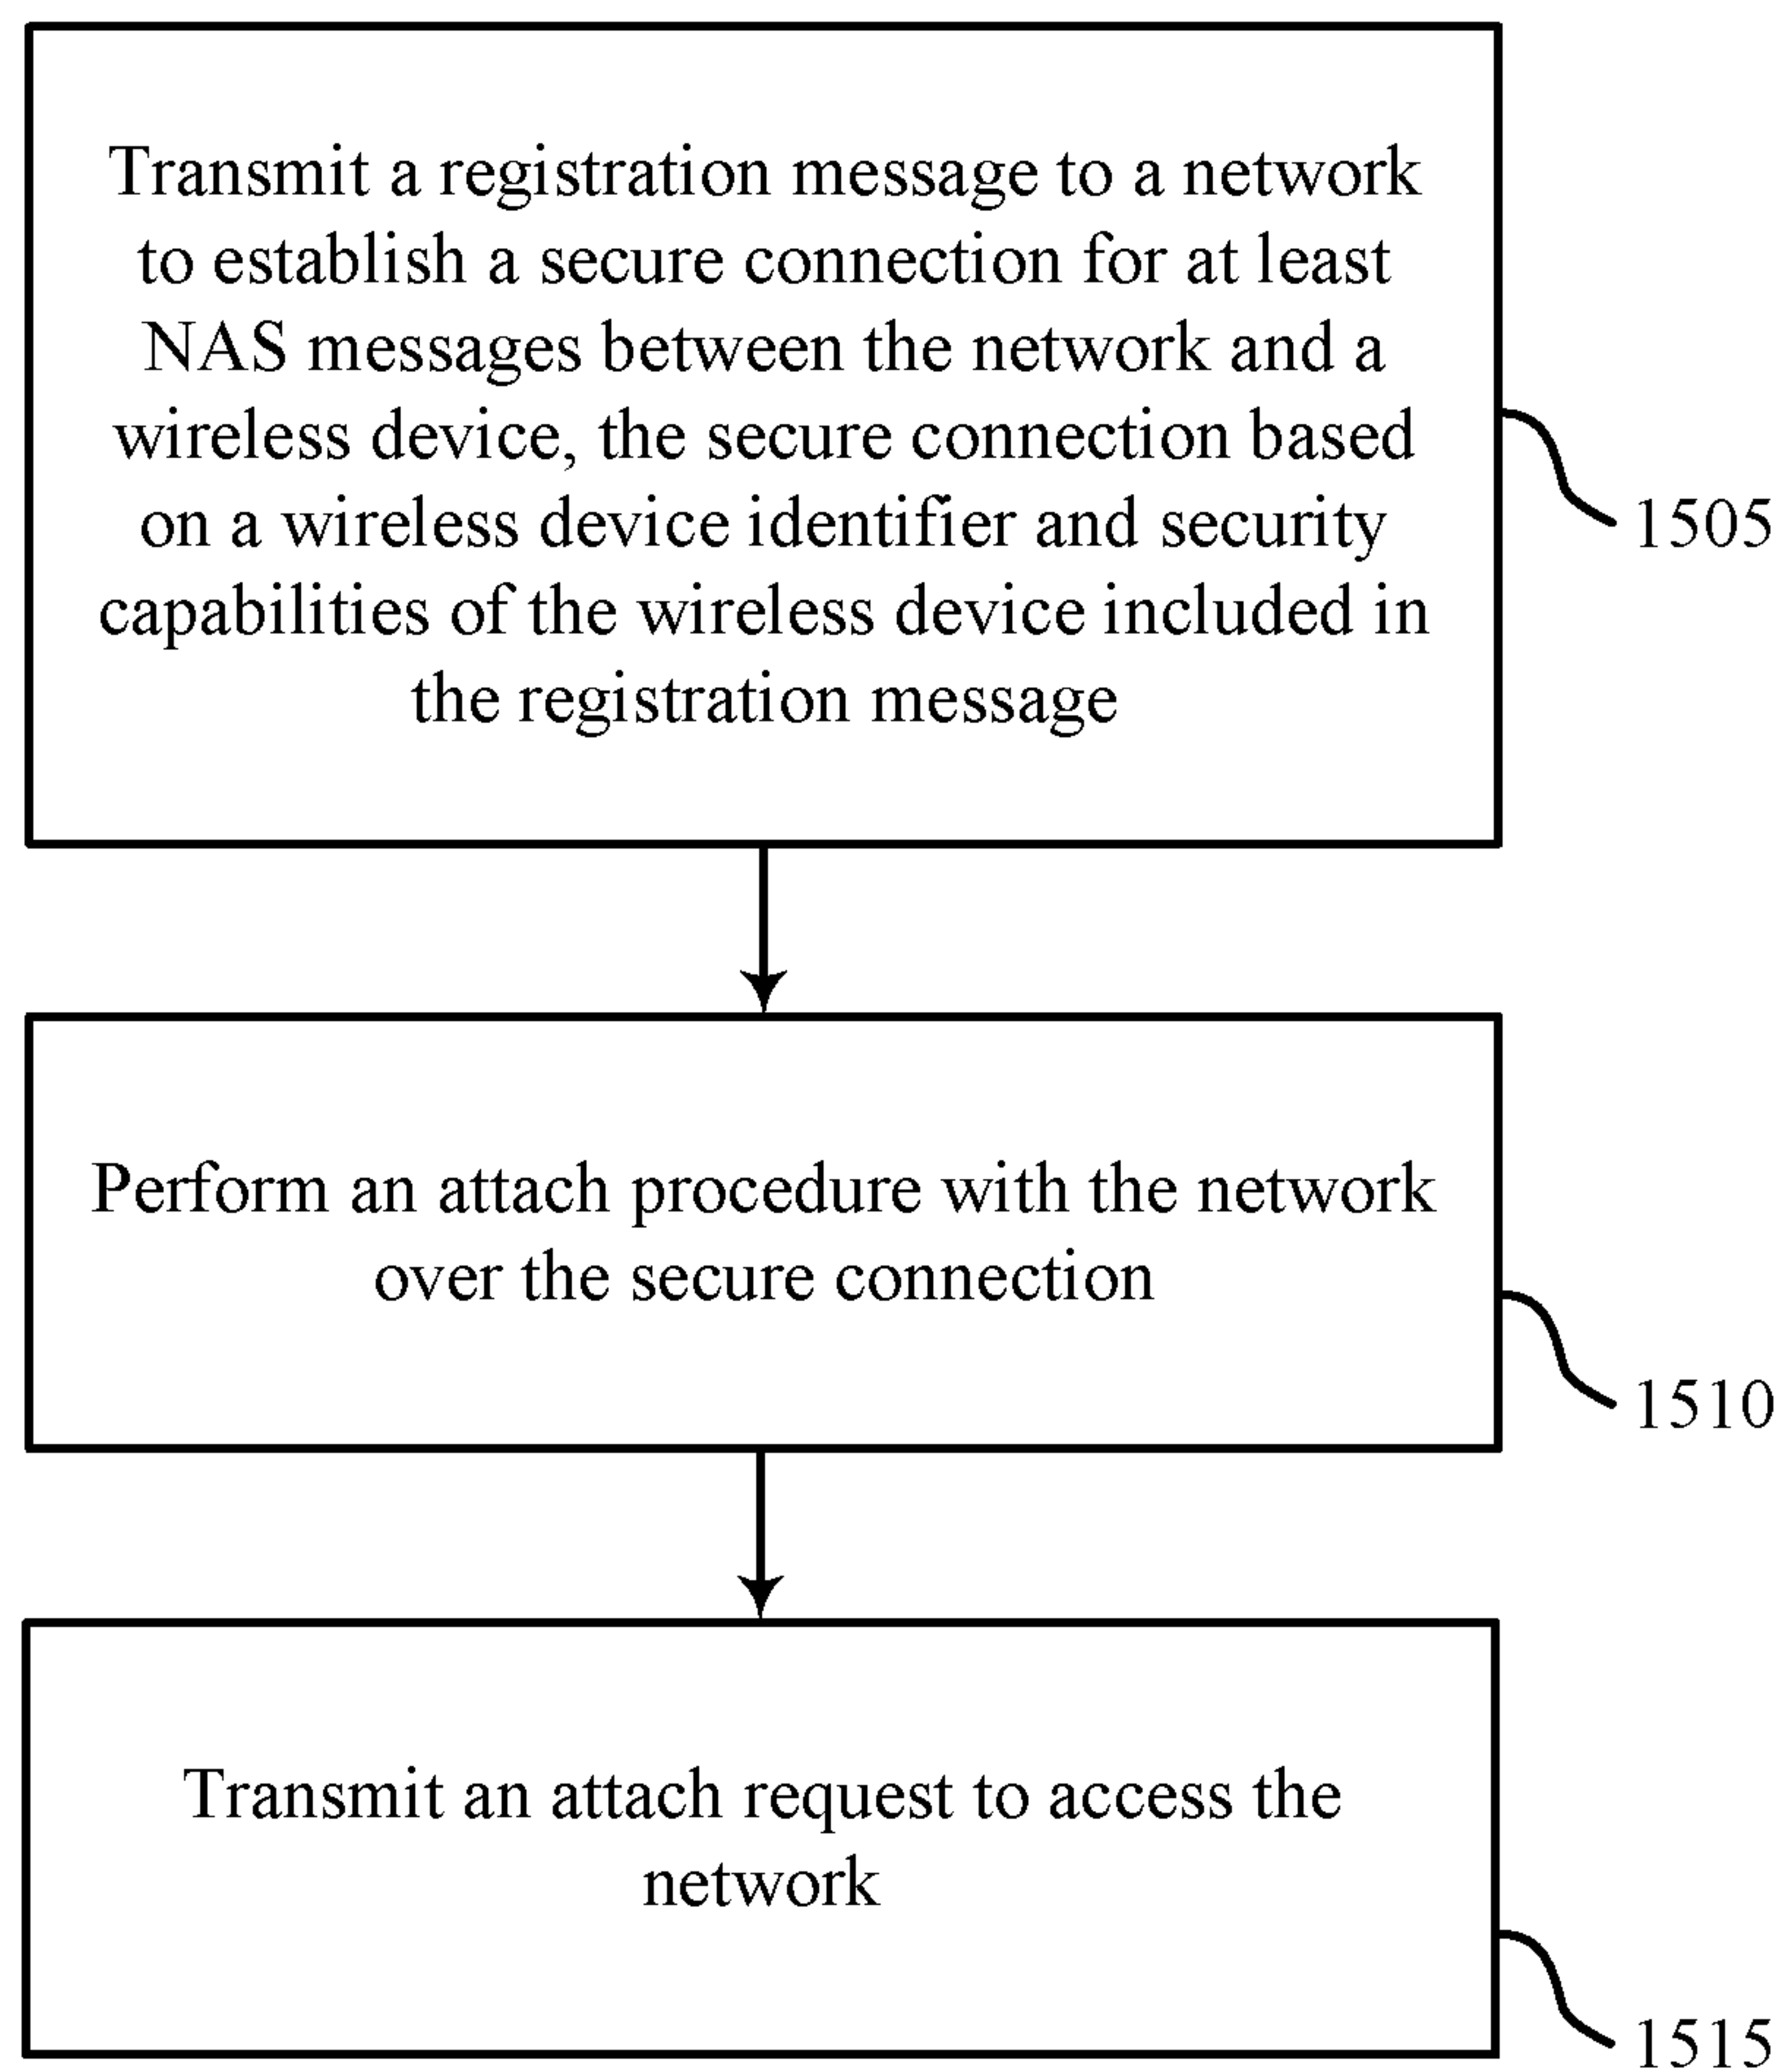 Transmit a registration message to a network
to establish a secure connection for at least
NAS messages between the network and a
wireless device, the secure connection based
on a wireless device identifier and security
capabilities of the wireless device included in
the registration message
1505
Perform an attach procedure with the network
over the secure connection
1510
Transmit an attach request to access the
network
1515